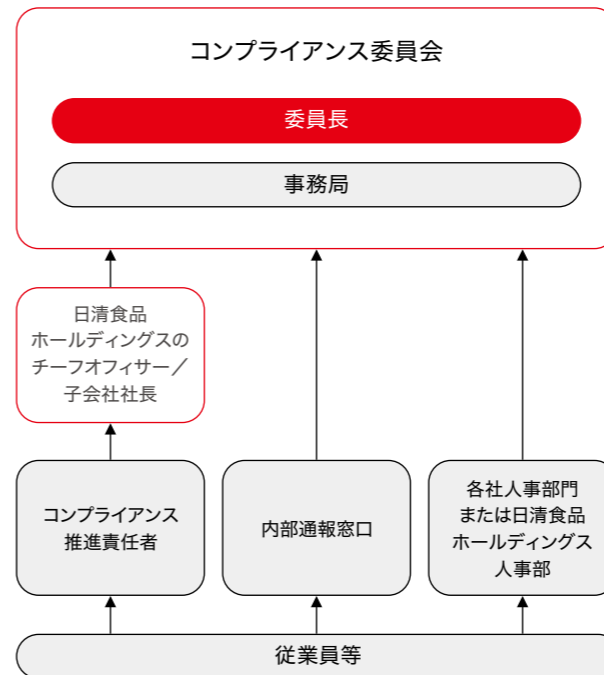 コンプライアンス委員会
委員長
事務局
日清食品
ホールディングスの
チーフオフィサー／
子会社社長
コンプライアンス
推進責任者
内部通報窓口
各社人事部門
または日清食品
ホールディングス
人事部
従業員等